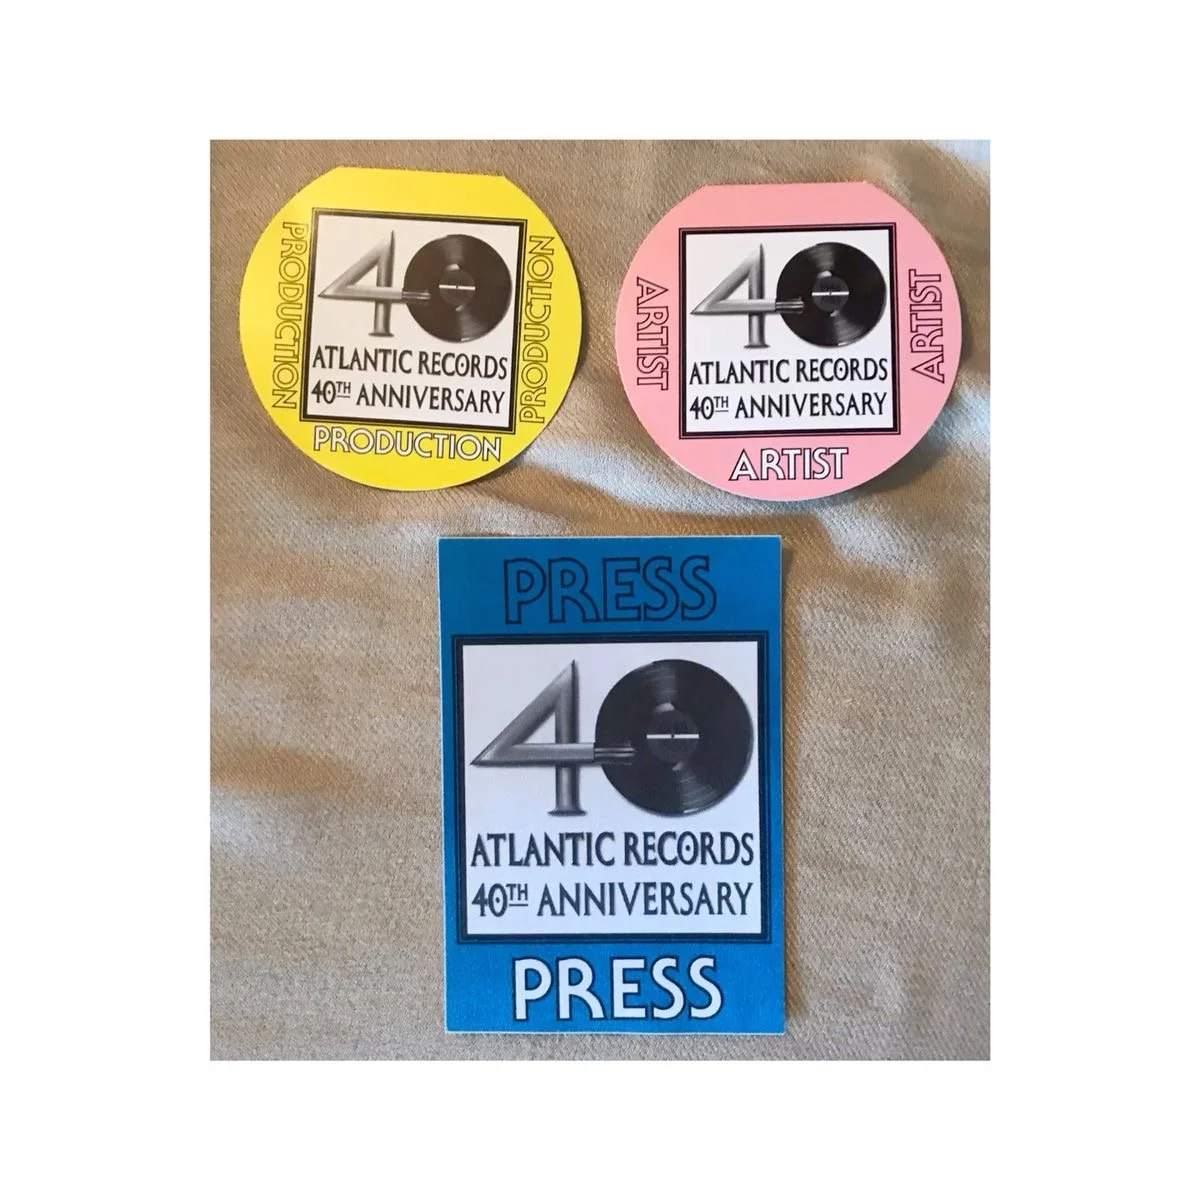 PRODUCTION
PRODUCTION
40
ATLANTIC RECORDS
40TH ANNIVERSARY
PRODUCTION
ARTIST
ARTIST
40
ATLANTIC RECORDS
40TH ANNIVERSARY
ARTIST
PRESS
40
ATLANTIC RECORDS
40TH ANNIVERSARY
PRESS